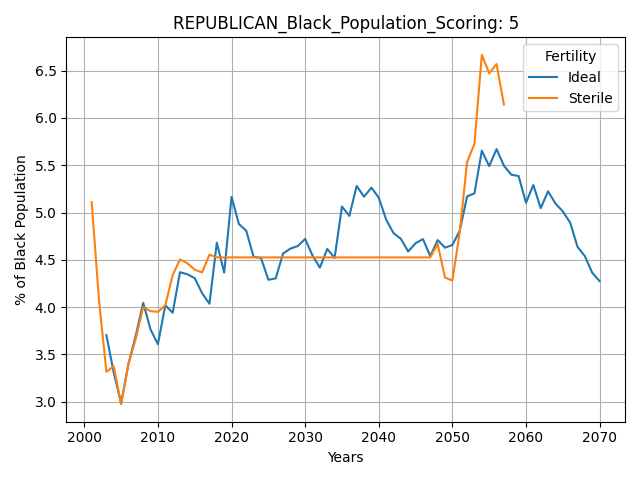 REPUBLICAN_Black_Population_Scoring: 5
Fertility
Ideal
Sterile
6.5
6.0
5.5
5.0
4.5
4.0
3.5
3.0
% of Black Population
2000 2010 2020 2030 2040 2050 2060 2070
Years